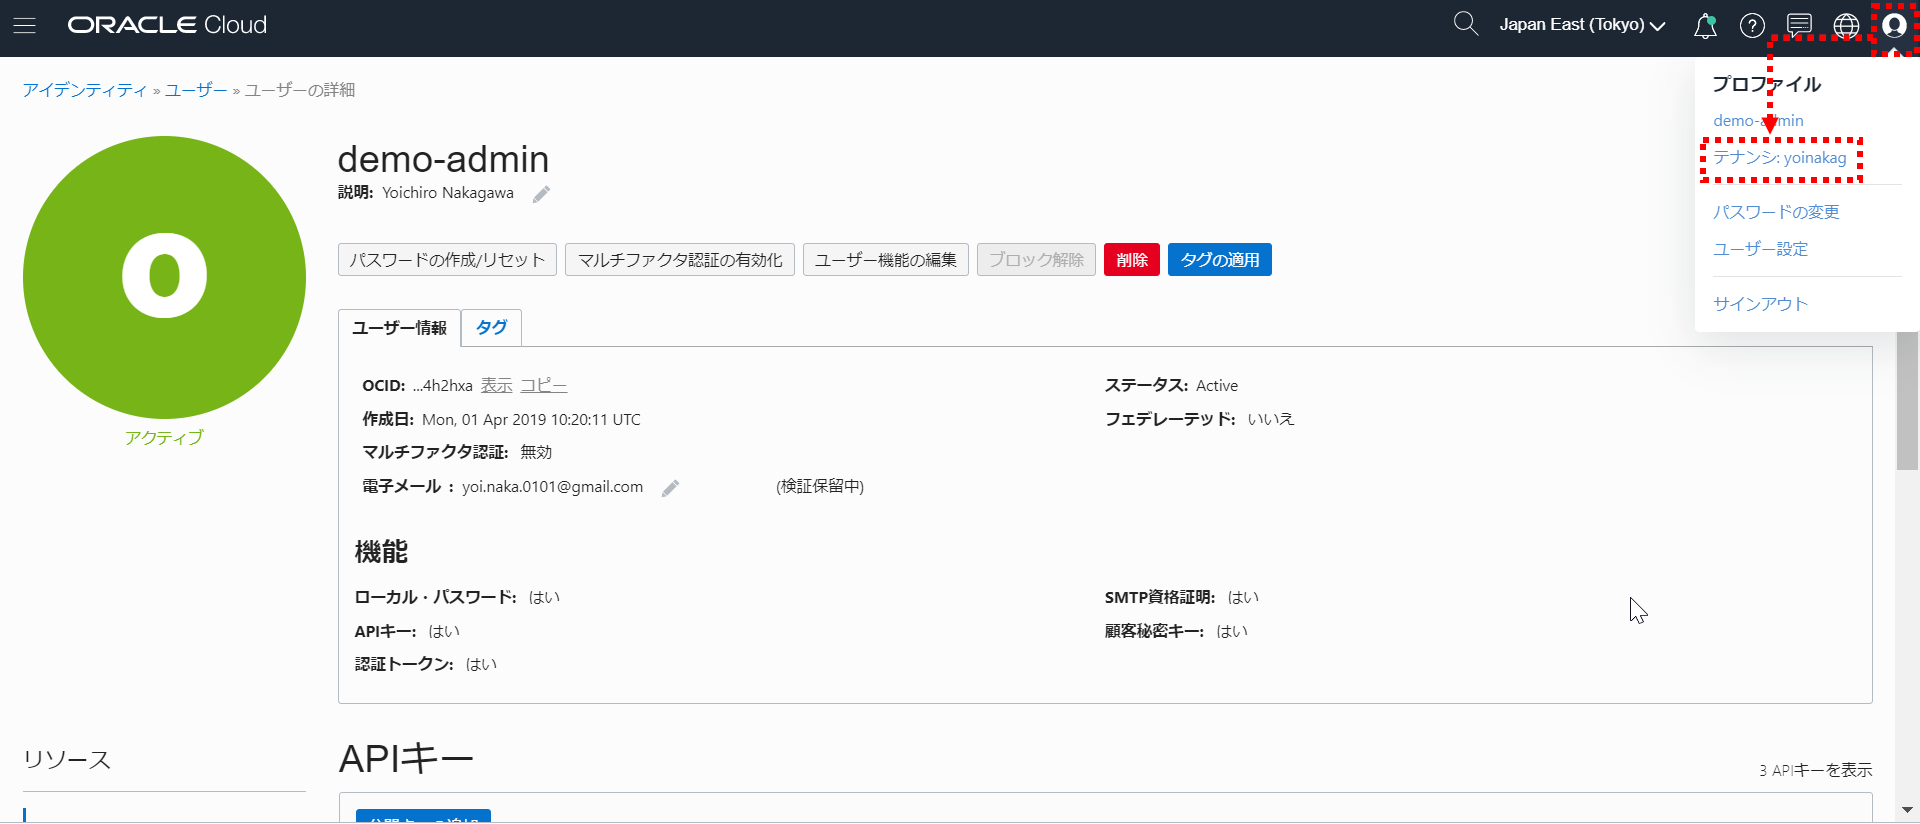 ORACLE Cloud
Japan East (Tokyo)
アイデンティティ » ユーザー » ユーザーの詳細
プロファイル
demo-admin
テナンシ: yoinakag
パスワードの変更
ユーザー設定
サインアウト
O
アクティブ
demo-admin
説明: Yoichiro Nakagawa
パスワードの作成/リセット マルチファクタ認証の有効化 ユーザー機能の編集 ブロック解除 削除 タグの適用
ユーザー情報 タグ
OCID: ...4h2hxa 表示 コピー
ステータス: Active
作成日: Mon, 01 Apr 2019 10:20:11 UTC
フェデレーテッド: いいえ
マルチファクタ認証: 無効
電子メール : yoi.naka.0101@gmail.com (検証保留中)
機能
ローカル・パスワード: はい
SMTP資格証明: はい
APIキー: はい
顧客秘密キー: はい
認証トークン: はい
リソース
APIキー
3 APIキーを表示